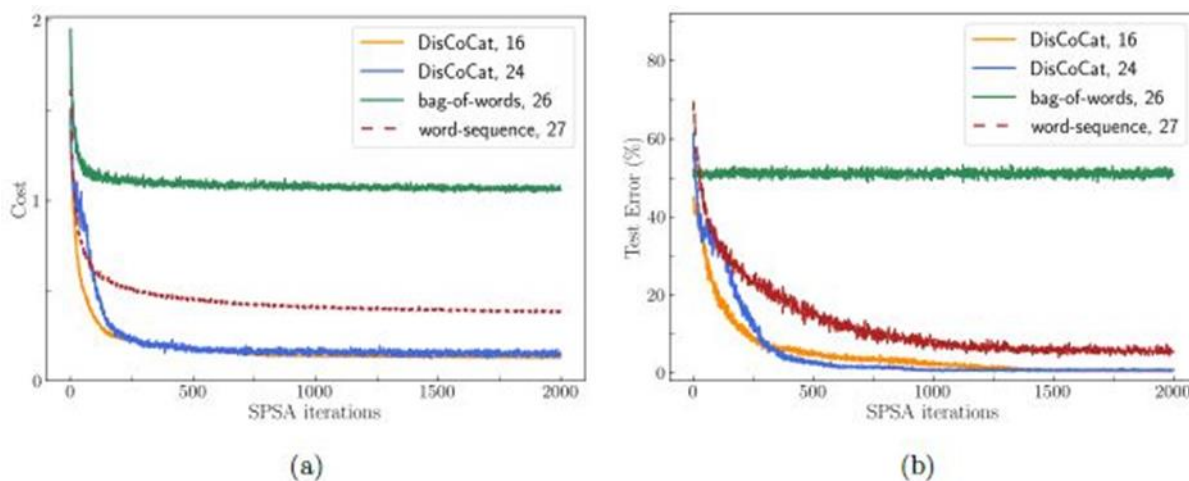 2
1
0
Cost
0
500
1000
1500
2000
SPSA iterations
DisCoCat, 16
DisCoCat, 24
bag-of-words, 26
word-sequence, 27
(a)
80
60
40
20
0
Test Error (%)
0
500
1000
1500
2000
SPSA iterations
DisCoCat, 16
DisCoCat, 24
bag-of-words, 26
word-sequence, 27
(b)